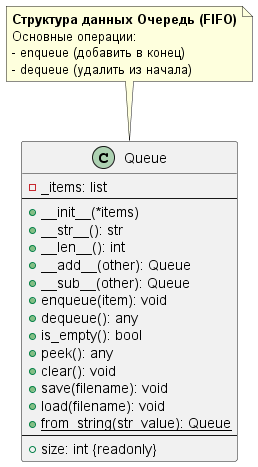 Структура данных Очередь (FIFO)
Основные операции:
- enqueue (добавить в конец)
- dequeue (удалить из начала)
C Queue
_items: list
__init__(*items)
__str__(): str
__len__(): int
__add__(other): Queue
__sub__(other): Queue
enqueue(item): void
dequeue(): any
is_empty(): bool
peek(): any
clear(): void
save(filename): void
load(filename): void
from_string(str_value): Queue
size: int {readonly}